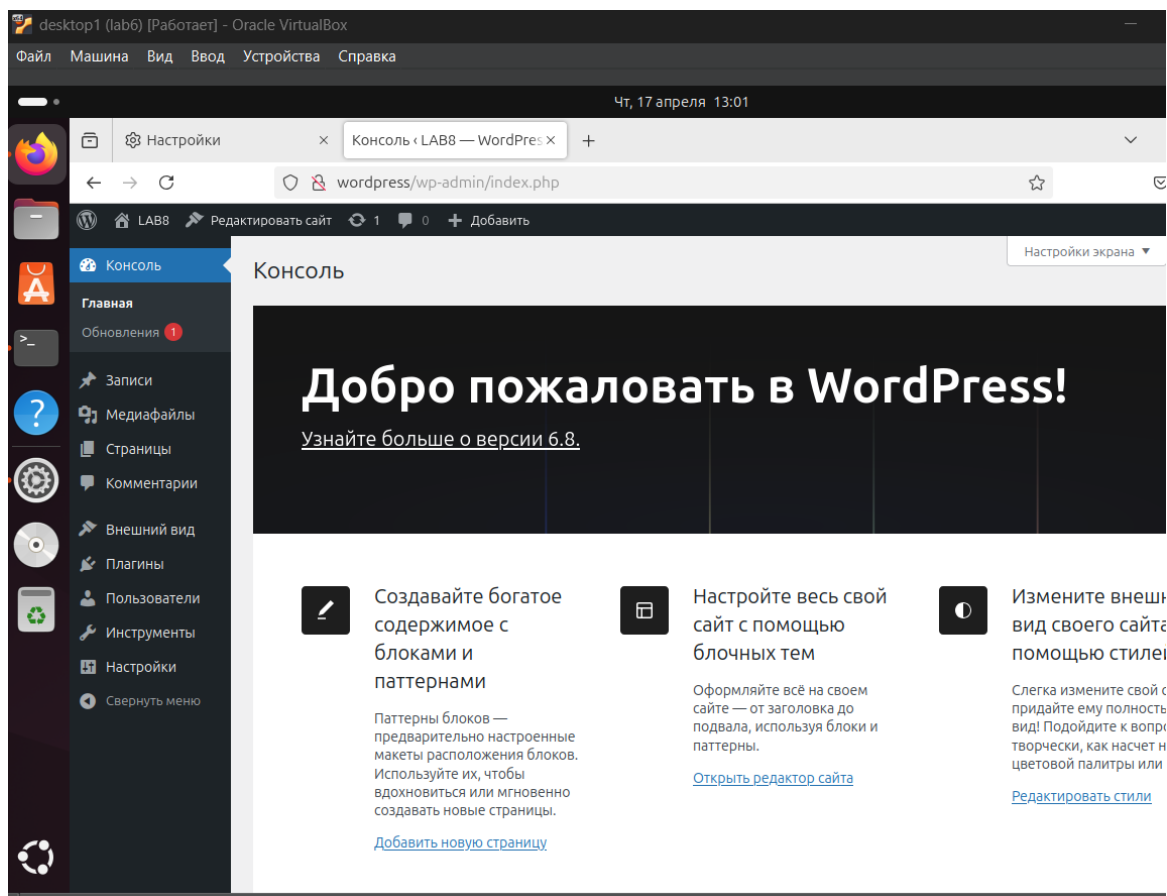 desktop1 (lab6) [Работает] - Oracle VirtualBox
Файл Машина Вид Ввод Устройства Справка
Чт, 17 апреля 13:01
Настройки
Консоль ‹ LAB8 — WordPres
wordpress/wp-admin/index.php
LAB8 Редактировать сайт 1 0 Добавить
Настройки экрана
Консоль
Главная
Обновления 1
Записи
Медиафайлы
Страницы
Комментарии
Внешний вид
Плагины
Пользователи
Инструменты
Настройки
Свернуть меню
Консоль
Добро пожаловать в WordPress!
Узнайте больше о версии 6.8.
Создавайте богатое
содержимое с
блоками и
паттернами
Паттерны блоков —
предварительно настроенные
макеты расположения блоков.
Используйте их, чтобы
вдохновиться или мгновенно
создавать новые страницы.
Добавить новую страницу
Настройте весь свой
сайт с помощью
блочных тем
Оформляйте всё на своем
сайте — от заголовка до
подвала, используя блоки и
паттерны.
Открыть редактор сайта
Измените внешн
вид своего сайта
помощью стилей
Слегка измените свой с
придайте ему полность
вид! Подойдите к вопро
творчески, как насчет н
цветовой палитры или
Редактировать стили